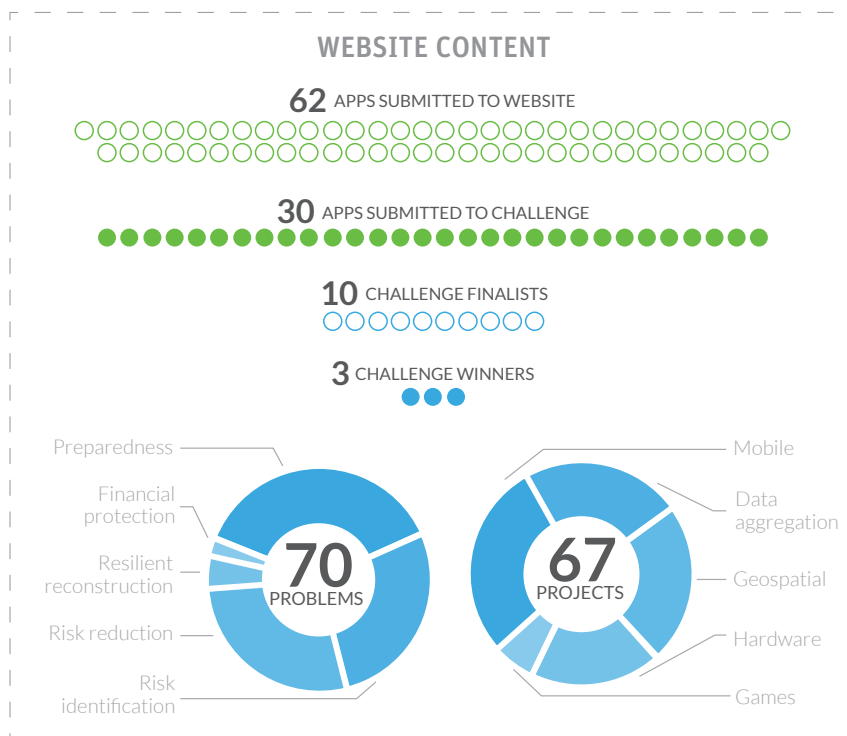 WEBSITE CONTENT
62 APPS SUBMITTED TO WEBSITE
30 APPS SUBMITTED TO CHALLENGE
10 CHALLENGE FINALISTS
3 CHALLENGE WINNERS
Preparedness
Financial
protection
Resilient
reconstruction
Risk reduction
Risk
identification
70
PROBLEMS
67
PROJECTS
Mobile
Data
aggregation
Geospatial
Hardware
Games